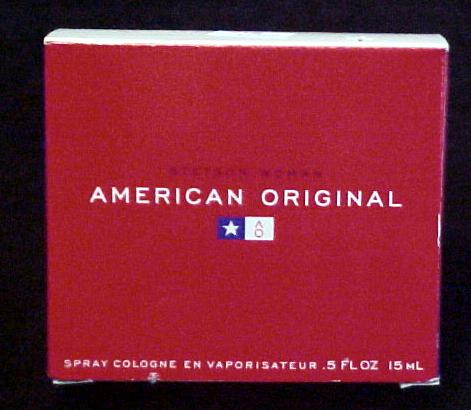 STETSON WOMAN
AMERICAN ORIGINAL
AO
SPRAY COLOGNE EN VAPORISATEUR .5 FL OZ 15 ML